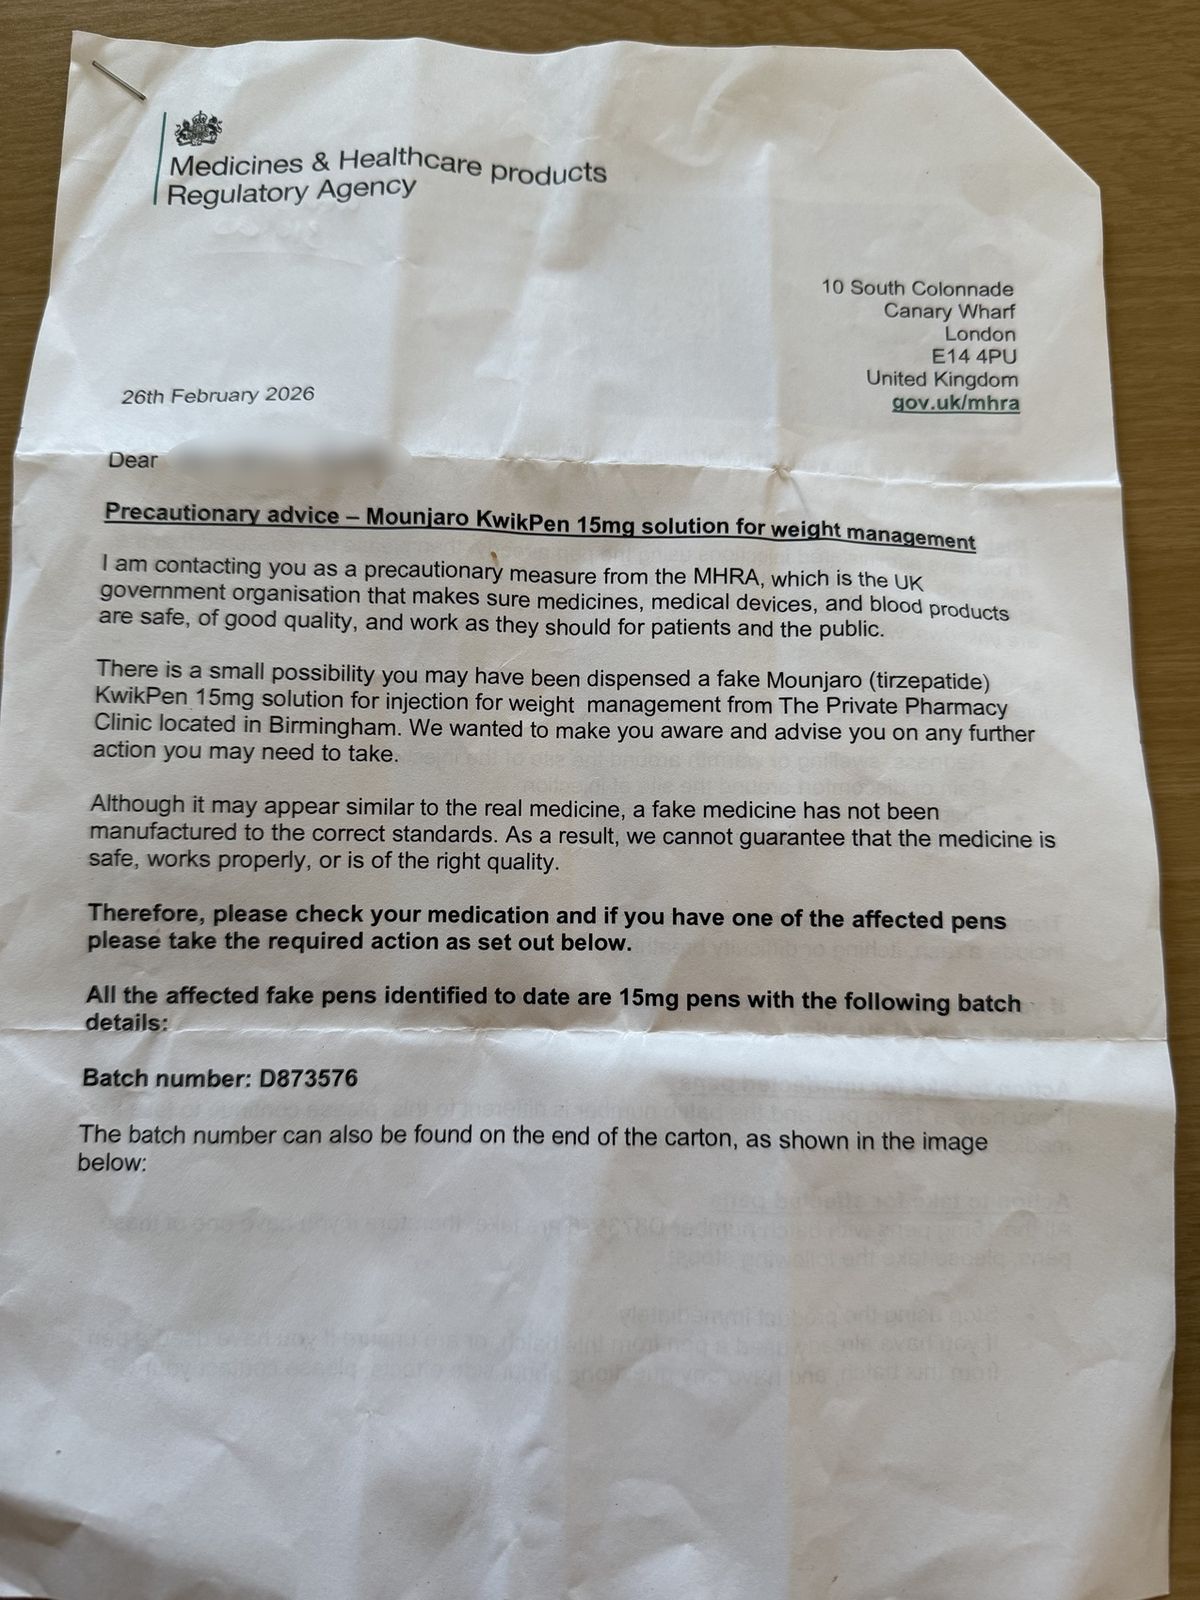 Medicines & Healthcare products
Regulatory Agency
10 South Colonnade
Canary Wharf
London
E14 4PU
United Kingdom
gov.uk/mhra
26th February 2026
Dear
Precautionary advice – Mounjaro KwikPen 15mg solution for weight management
I am contacting you as a precautionary measure from the MHRA, which is the UK
government organisation that makes sure medicines, medical devices, and blood products
are safe, of good quality, and work as they should for patients and the public.
There is a small possibility you may have been dispensed a fake Mounjaro (tirzepatide)
KwikPen 15mg solution for injection for weight management from The Private Pharmacy
Clinic located in Birmingham. We wanted to make you aware and advise you on any further
action you may need to take.
Although it may appear similar to the real medicine, a fake medicine has not been
manufactured to the correct standards. As a result, we cannot guarantee that the medicine is
safe, works properly, or is of the right quality.
Therefore, please check your medication and if you have one of the affected pens
please take the required action as set out below.
All the affected fake pens identified to date are 15mg pens with the following batch
details:
Batch number: D873576
The batch number can also be found on the end of the carton, as shown in the image
below: